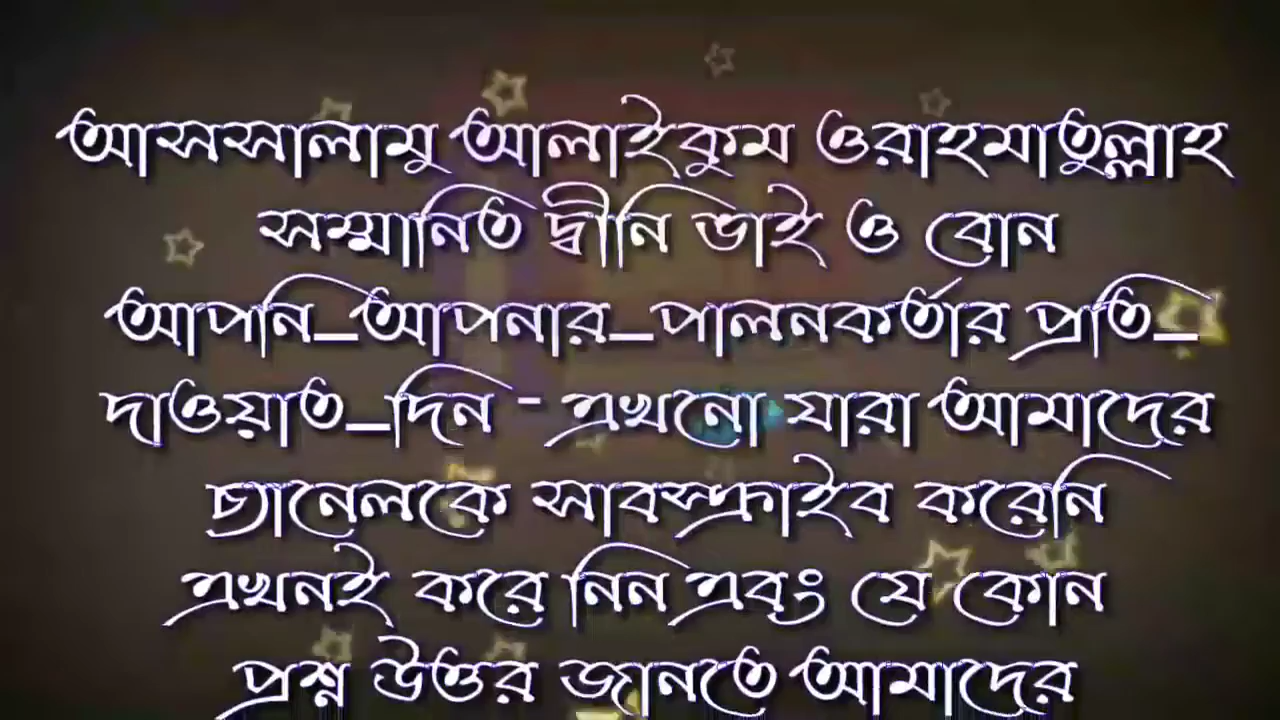 আসসালামু আলাইকুম ওরাহমাতুল্লাহ
সম্মানিত দ্বীনি ভাই ও বোন
আপনি_আপনার_পালনকর্তার প্রতি_
দাওয়াত_দিন - এখনো যারা আমাদের
চ্যানেলকে সাবস্ক্রাইব করেনি
এখনই করে নিন এবং যে কোন
প্রশ্ন উত্তর জানতে আমাদের